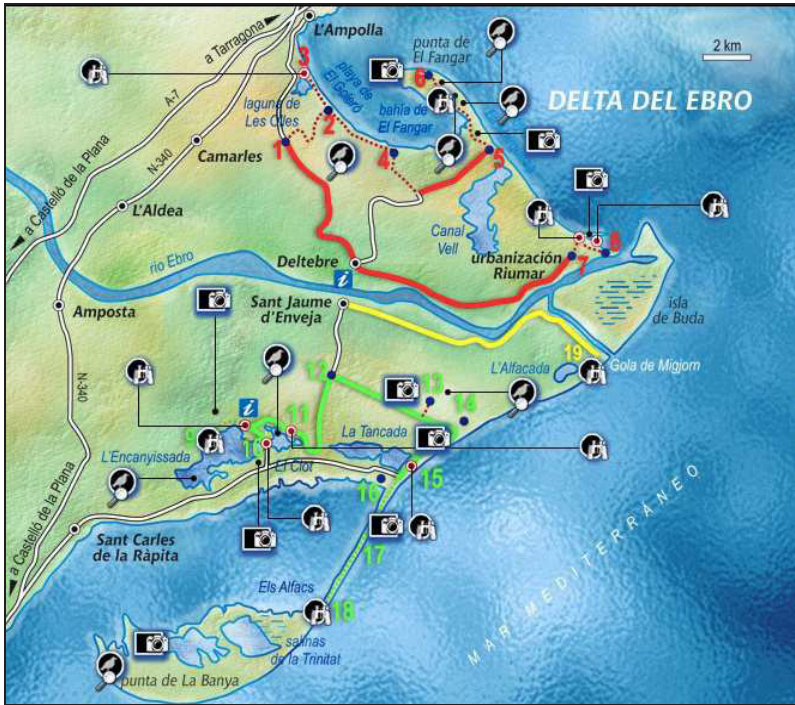 L'Ampolla
a Tarragona
punta de
El Fangar
2 km
3
6
playa de
El Goleró
DELTA DEL EBRO
A-7
laguna de
Les Olles
bahía de
El Fangar
2
N-340
Camarles
1
4
5
a Castelló de la Plana
L'Aldea
Canal
Vell
8
río Ebro
Deltebre
urbanización
Riumar
7
i
Amposta
Sant Jaume
d'Enveja
isla
de Buda
19
Gola de Migjorn
L'Alfacada
12
N-340
13
i
11
14
9
10
La Tancada
L'Encanyissada
El Clot
15
16
a Castelló de la Plana
Sant Carles
de la Ràpita
17
MAR MEDITERRÁNEO
Els Alfacs
18
salinas
de la Trinitat
punta de La Banya